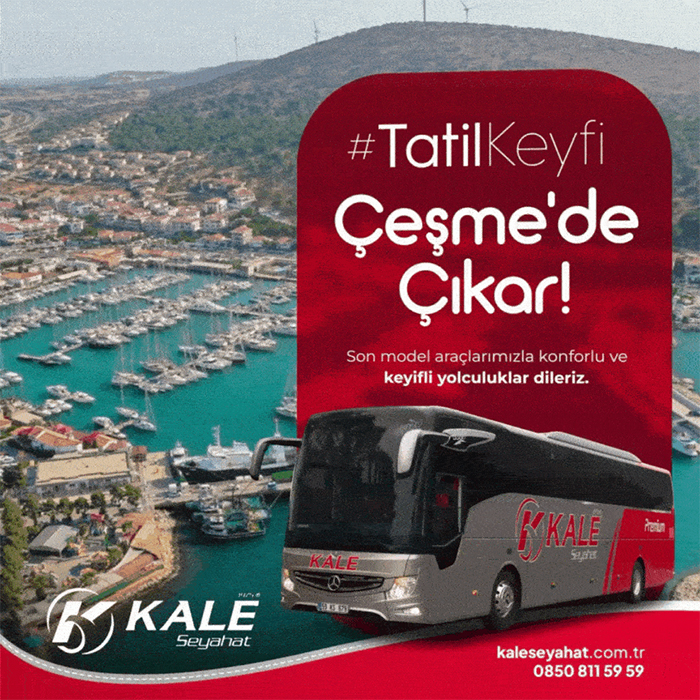 #TatilKeyfi
Çeşme'de
Çıkar!
Son model araçlarımızla konforlu ve
keyifli yolculuklar dileriz.
KALE
KALE
Seyahat
Premium
KALE
Seyahat
kaleseyahat.com.tr
0850 811 59 59